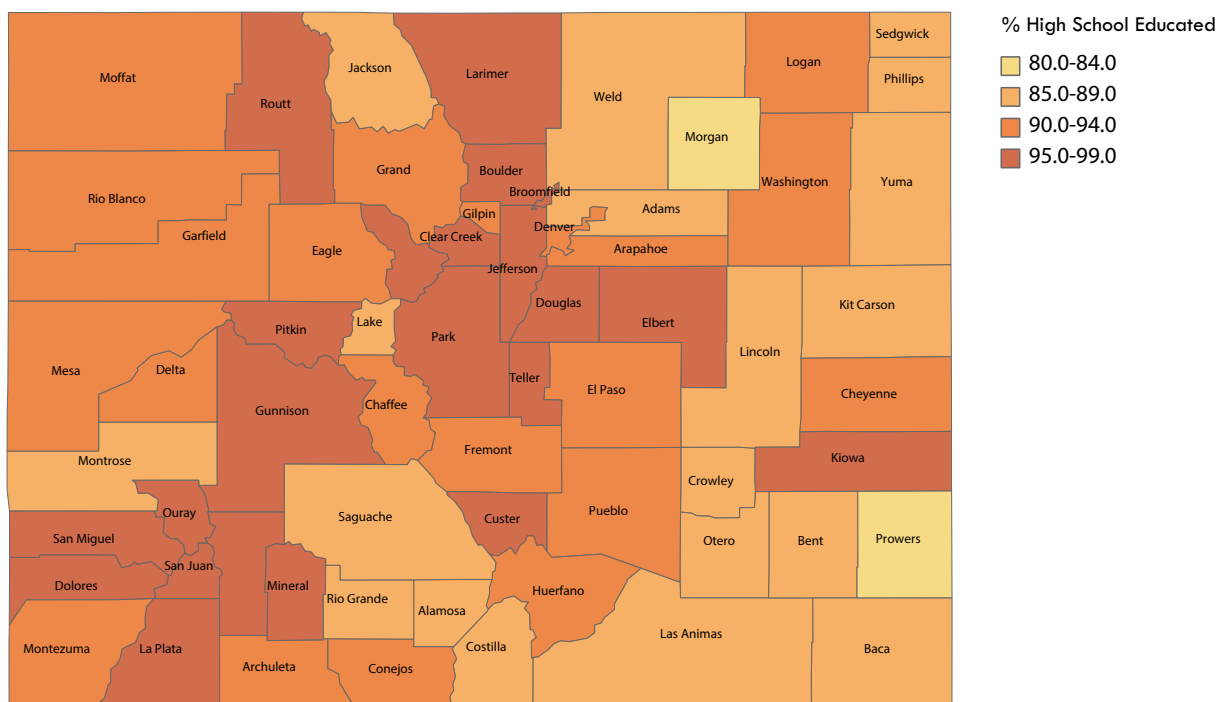 % High School Educated
80.0-84.0
85.0-89.0
90.0-94.0
95.0-99.0
Sedgwick
Logan
Jackson
Larimer
Moffat
Phillips
Weld
Routt
Morgan
Grand
Boulder
Washington
Yuma
Broomfield
Rio Blanco
Adams
Gilpin
Denver
Garfield
Clear Creek
Eagle
Arapahoe
Jefferson
Douglas
Kit Carson
Lake
Elbert
Pitkin
Park
Lincoln
Mesa
Delta
Teller
El Paso
Cheyenne
Chaffee
Gunnison
Fremont
Kiowa
Montrose
Crowley
Ouray
Saguache
Custer
Pueblo
San Miguel
Otero
Bent
Prowers
San Juan
Dolores
Mineral
Huerfano
Rio Grande
Alamosa
Las Animas
Montezuma
La Plata
Costilla
Baca
Archuleta
Conejos